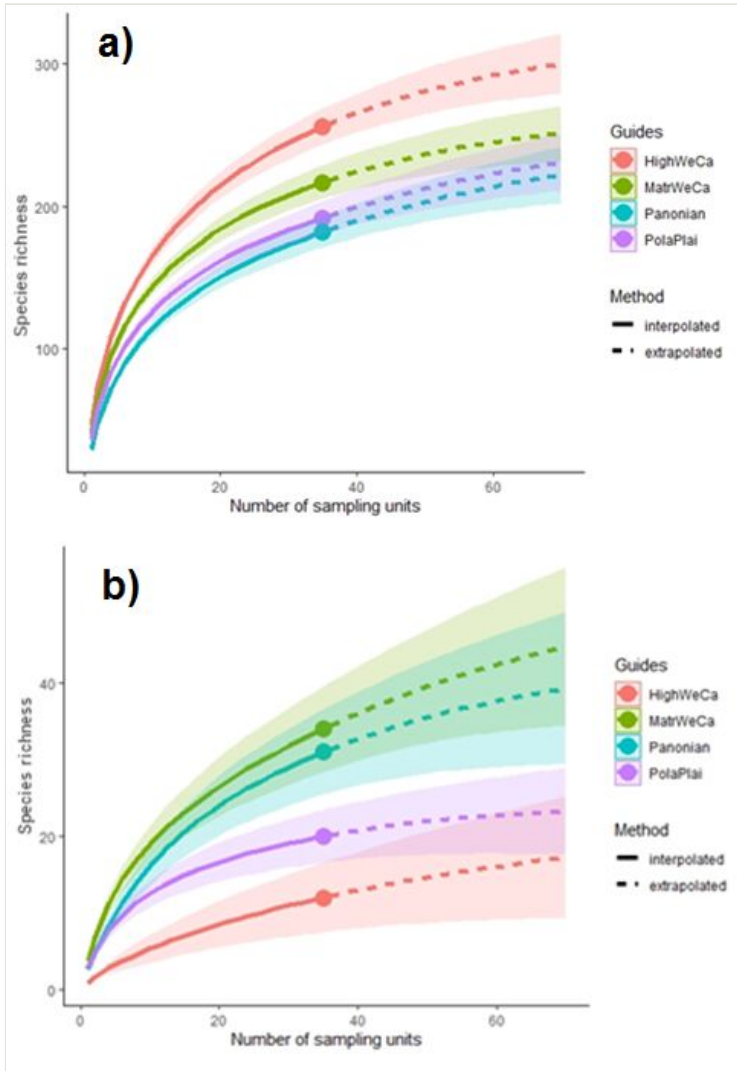 a)
300
200
100
0
20
40
60
Species richness
Number of sampling units
Guides
HighWeCa
MatrWeCa
Panonian
PolaPlai
Method
interpolated
extrapolated
b)
40
20
0
0
20
40
60
Species richness
Number of sampling units
Guides
HighWeCa
MatrWeCa
Panonian
PolaPlai
Method
interpolated
extrapolated